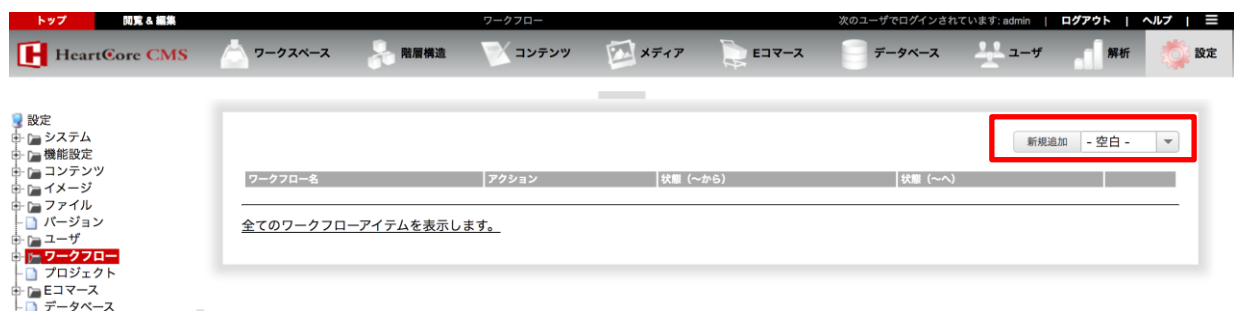 トップ 閲覧 & 編集 ワークフロー 次のユーザでログインされています: admin | ログアウト | ヘルプ |
HeartCore CMS ワークスペース 階層構造 コンテンツ メディア Eコマース データベース ユーザ 解析 設定
設定
システム
機能設定
コンテンツ
イメージ
ファイル
バージョン
ユーザ
ワークフロー
プロジェクト
Eコマース
データベース
新規追加 - 空白 -
ワークフロー名 アクション 状態（～から） 状態（～へ）
全てのワークフローアイテムを表示します。